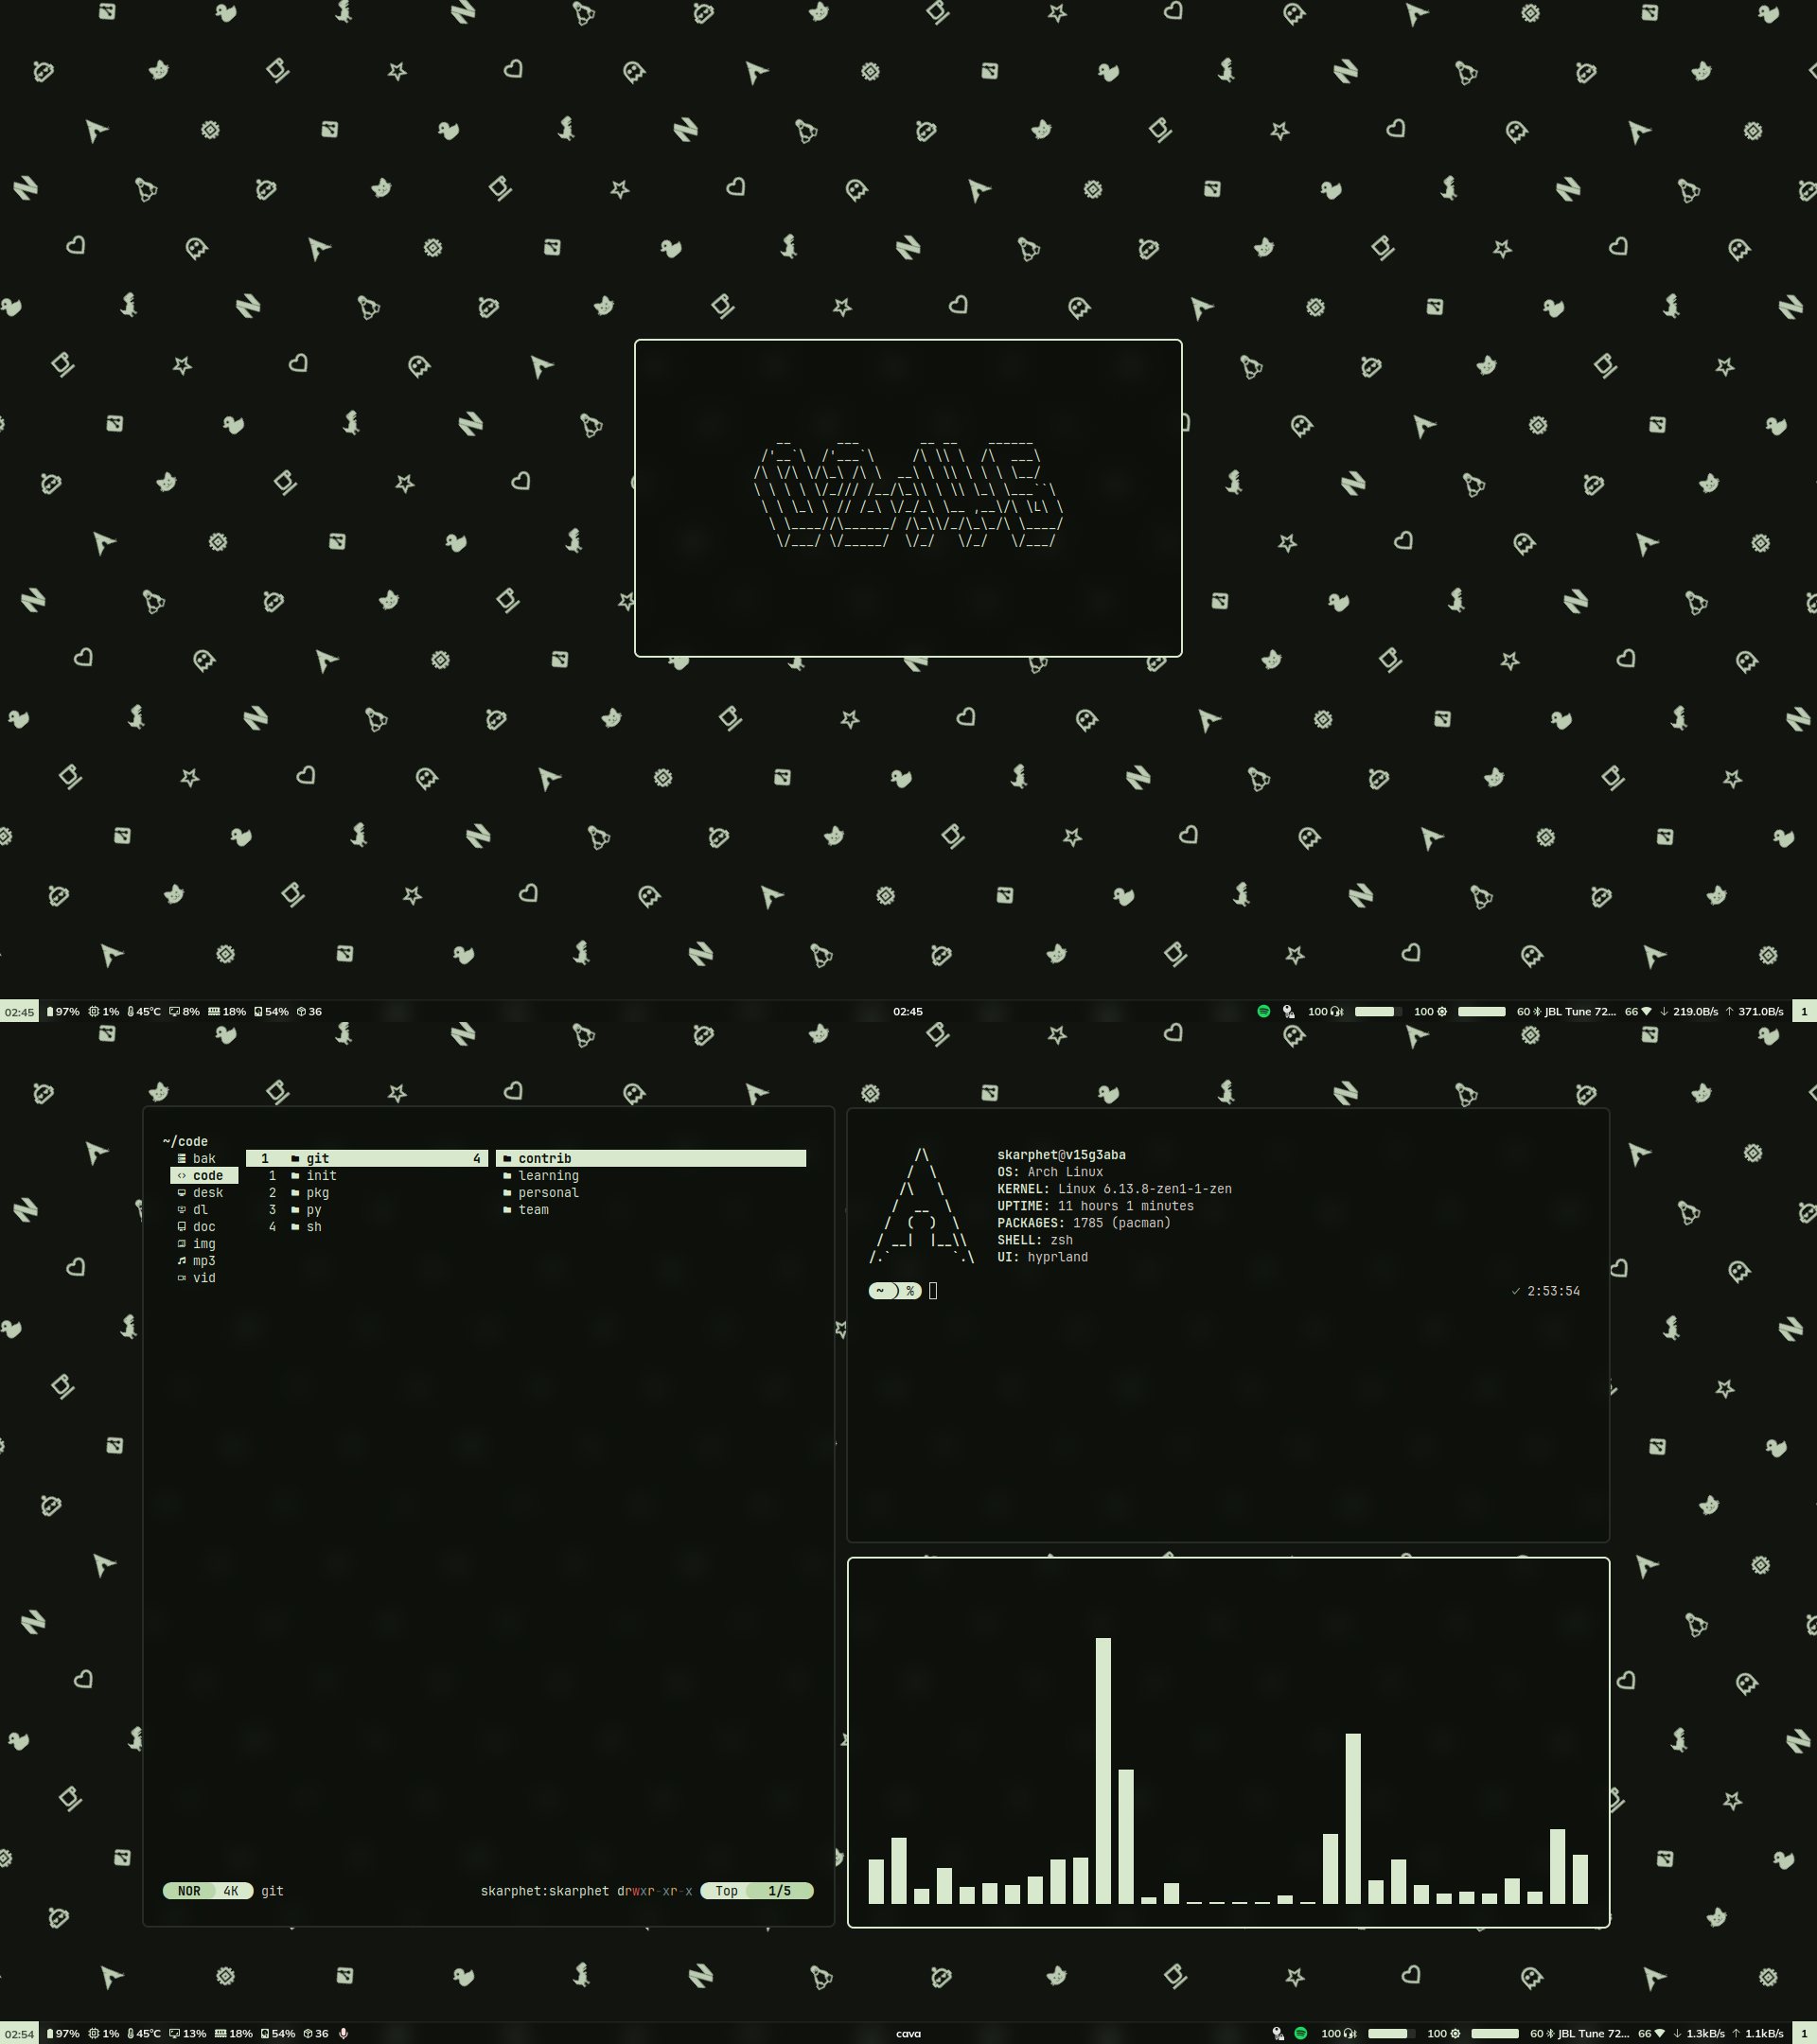 02:45 97% 1% 45°C 8% 18% 54% 36 02:45 100 100 60 JBL Tune 72... 66 ↓ 219.0B/s ↑ 371.0B/s 1
~/code
bak 1 git 4 contrib
code 1 init learning
desk 2 pkg personal
dl 3 py team
doc 4 sh
img
mp3
vid
NOR 4K git skarphet:skarphet drwxr-xr-x Top 1/5
skarphet@v15g3aba
OS: Arch Linux
KERNEL: Linux 6.13.8-zen1-1-zen
UPTIME: 11 hours 1 minutes
PACKAGES: 1785 (pacman)
SHELL: zsh
UI: hyprland
~ ) % ✓ 2:53:54
02:54 97% 1% 45°C 13% 18% 54% 36 cava 100 100 60 JBL Tune 72... 66 ↓ 1.3kB/s ↑ 1.1kB/s 1